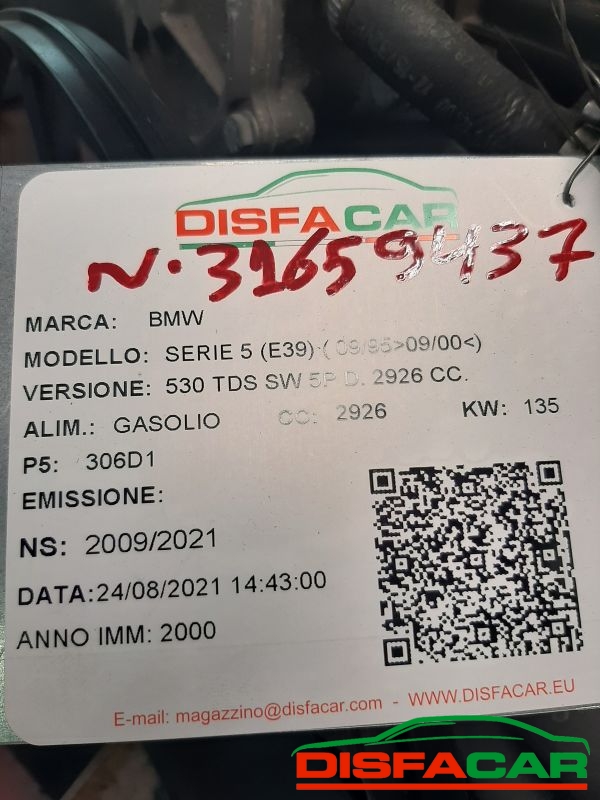 DISFACAR
N. 31659437
MARCA: BMW
MODELLO: SERIE 5 (E39) ( 09/95>09/00<)
VERSIONE: 530 TDS SW 5P D. 2926 CC.
ALIM.: GASOLIO CC: 2926 KW: 135
P5: 306D1
EMISSIONE:
NS: 2009/2021
DATA:24/08/2021 14:43:00
ANNO IMM: 2000
E-mail: magazzino@disfacar.com - WWW.DISFACAR.EU
DISFACAR